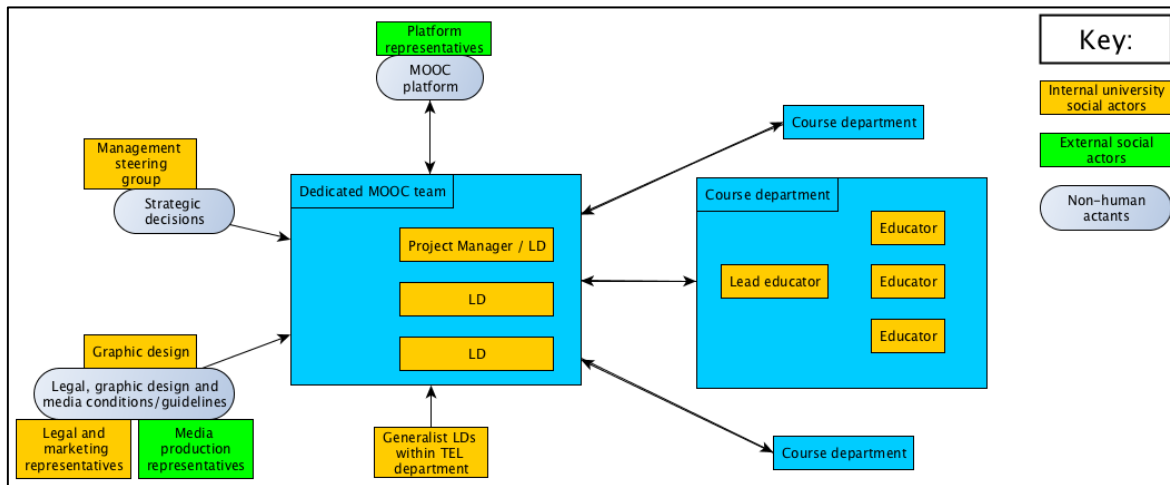 Platform
representatives
MOOC
platform
Key:
Internal university
social actors
External social
actors
Non-human
actants
Management
steering
group
Strategic
decisions
Dedicated MOOC team
Project Manager / LD
LD
LD
Course department
Course department
Educator
Lead educator
Educator
Educator
Course department
Graphic design
Legal, graphic design and
media conditions/guidelines
Legal and
marketing
representatives
Media
production
representatives
Generalist LDs
within TEL
department